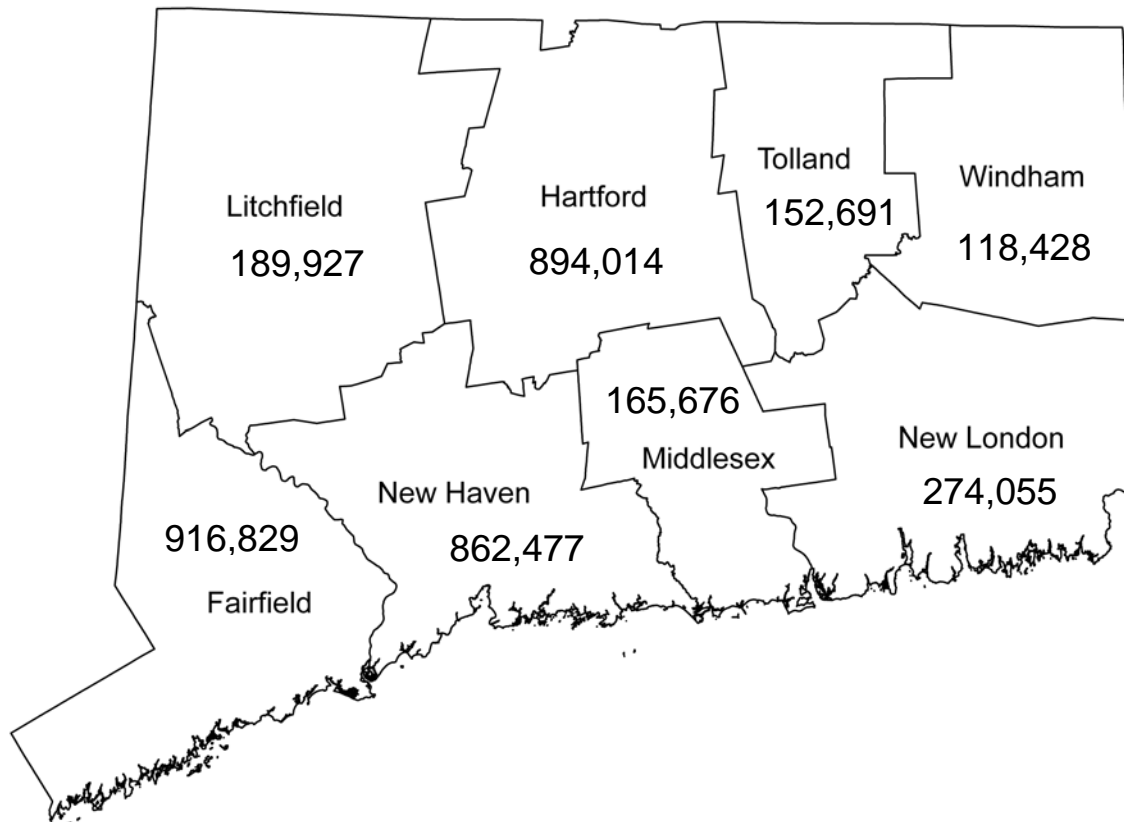 Litchfield
189,927
Hartford
894,014
Tolland
152,691
Windham
118,428
916,829
Fairfield
New Haven
862,477
165,676
Middlesex
New London
274,055